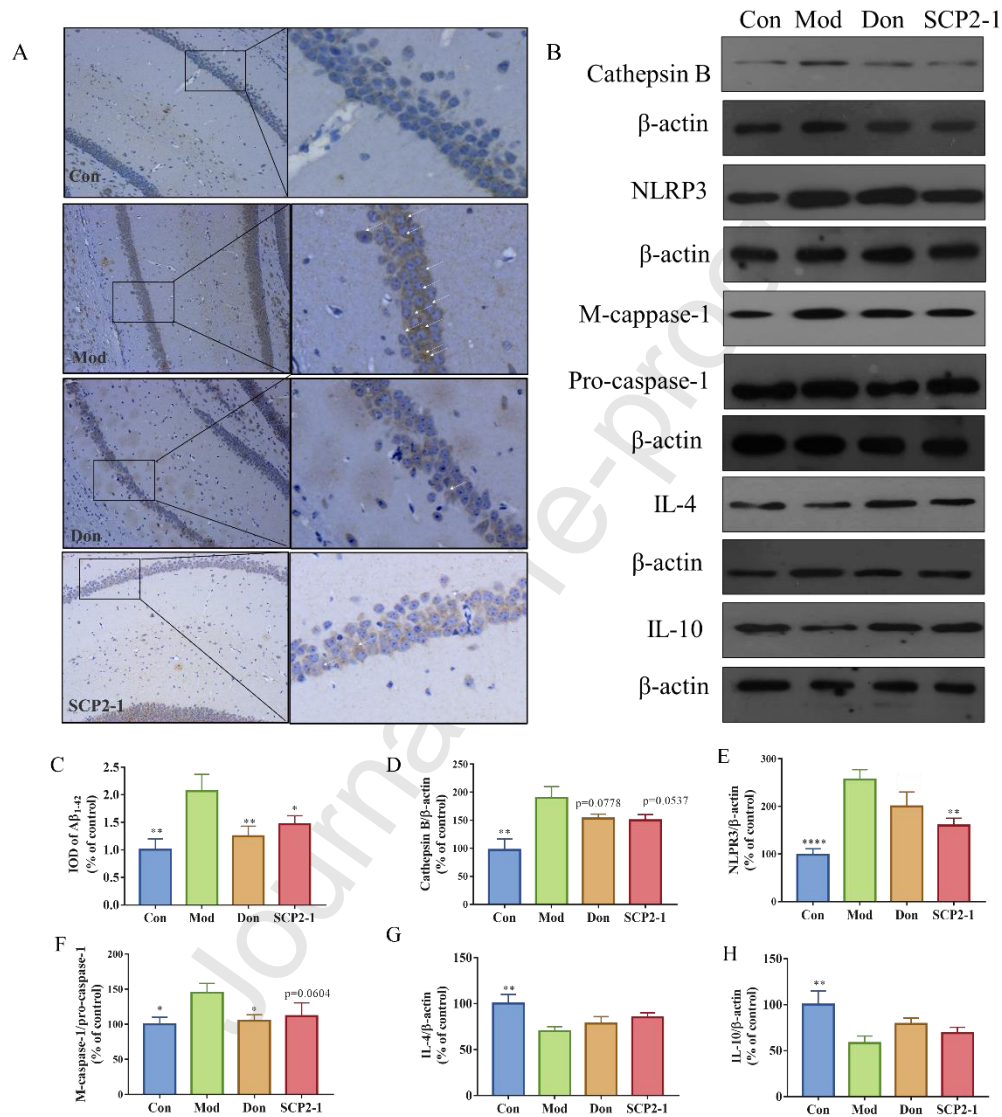 A
Con
Mod
Don
SCP2-1
B
Con Mod Don SCP2-1
Cathepsin B
β-actin
NLRP3
β-actin
M-cappase-1
Pro-caspase-1
β-actin
IL-4
β-actin
IL-10
β-actin
Journal
re-proo
C
IOD of Aβ1-42
(% of control)
2.5
2.0
1.5
1.0
0.5
0.0
**
**
*
Con Mod Don SCP2-1
D
Cathepsin B/β-actin
(% of control)
250
200
150
100
50
0
**
p=0.0778
p=0.0537
Con Mod Don SCP2-1
E
NLPR3/β-actin
(% of control)
300
200
100
0
****
**
Con Mod Don SCP2-1
F
M-caspase-1/pro-caspase-1
(% of control)
200
150
100
50
0
*
*
p=0.0604
Con Mod Don SCP2-1
G
IL-4/β-actin
(% of control)
150
100
50
0
**
Con Mod Don SCP2-1
H
IL-10/β-actin
(% of control)
150
100
50
0
**
Con Mod Don SCP2-1